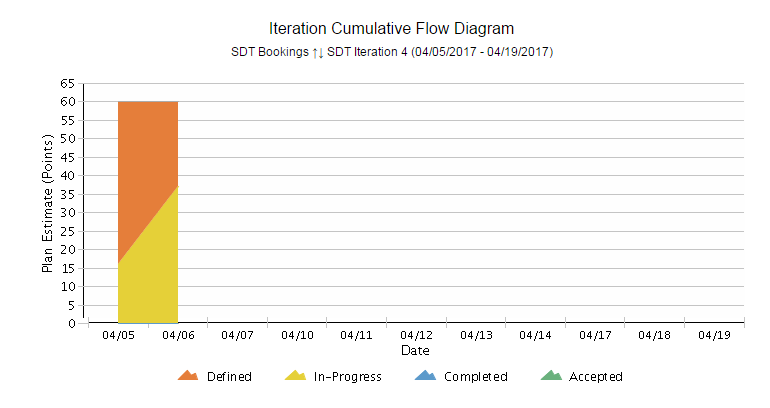 Iteration Cumulative Flow Diagram
SDT Bookings ↑↓ SDT Iteration 4 (04/05/2017 - 04/19/2017)
Plan Estimate (Points)
65
60
55
50
45
40
35
30
25
20
15
10
5
0
04/05 04/06 04/07 04/10 04/11 04/12 04/13 04/14 04/17 04/18 04/19
Date
Defined In-Progress Completed Accepted